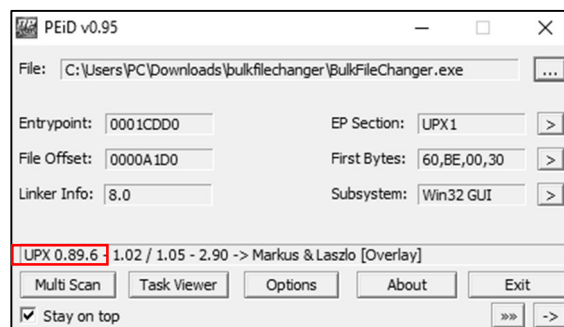 PEiD v0.95
File: C:\Users\PC\Downloads\bulkfilechanger\BulkFileChanger.exe ...
Entrypoint: 0001CDD0 EP Section: UPX1 >
File Offset: 0000A1D0 First Bytes: 60,BE,00,30 >
Linker Info: 8.0 Subsystem: Win32 GUI >
UPX 0.89.6 - 1.02 / 1.05 - 2.90 -> Markus & Laszlo [Overlay]
Multi Scan Task Viewer Options About Exit
Stay on top »» ->